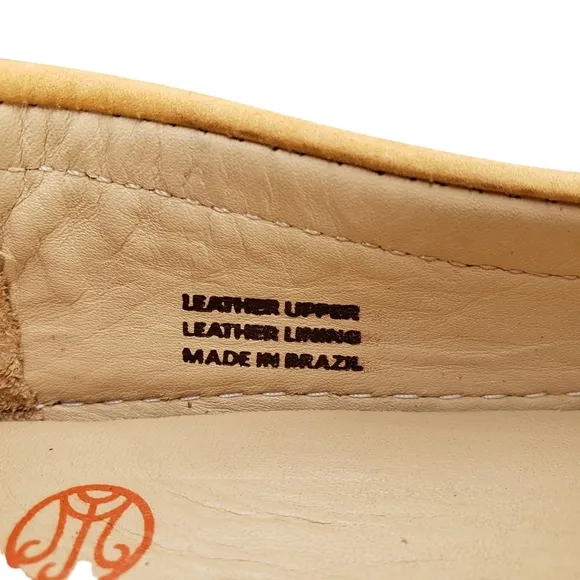 LEATHER UPPER
LEATHER LINING
MADE IN BRAZIL